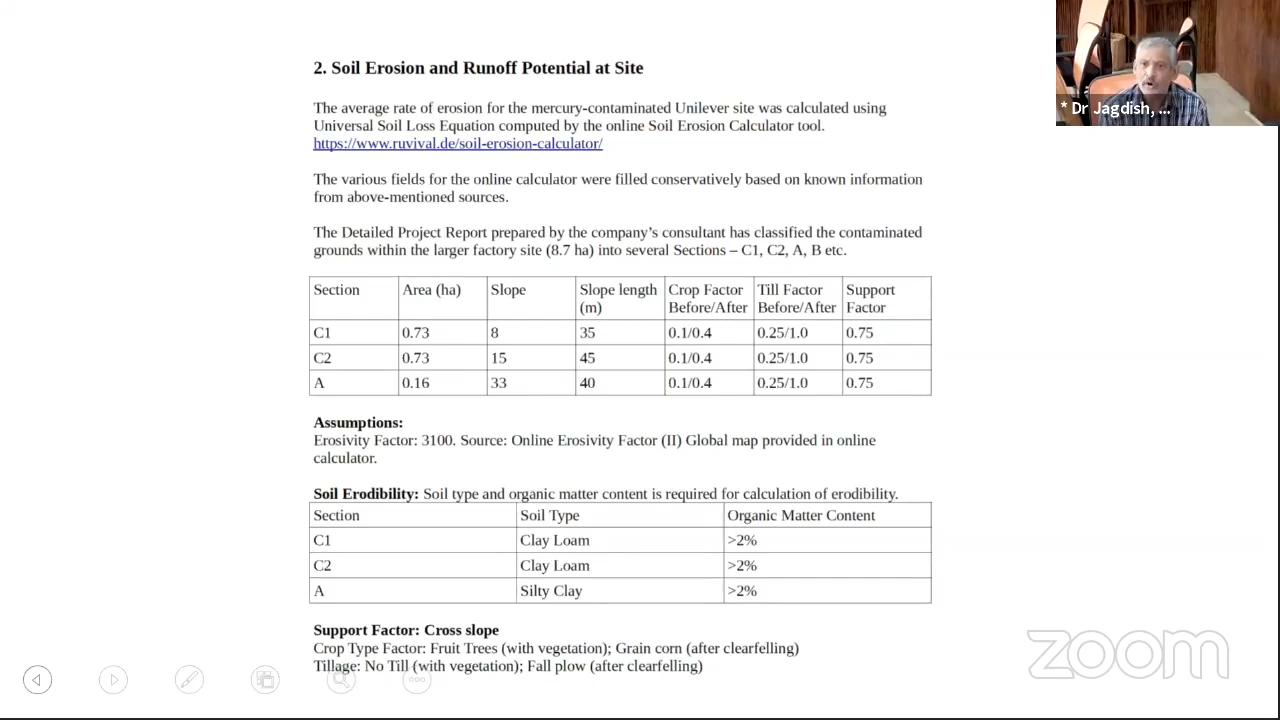 2. Soil Erosion and Runoff Potential at Site
The average rate of erosion for the mercury-contaminated Unilever site was calculated using
Universal Soil Loss Equation computed by the online Soil Erosion Calculator tool.
https://www.ruvival.de/soil-erosion-calculator/
The various fields for the online calculator were filled conservatively based on known information
from above-mentioned sources.
The Detailed Project Report prepared by the company's consultant has classified the contaminated
grounds within the larger factory site (8.7 ha) into several Sections – C1, C2, A, B etc.
Section Area (ha) Slope Slope length (m) Crop Factor Before/After Till Factor Before/After Support Factor
C1 0.73 8 35 0.1/0.4 0.25/1.0 0.75
C2 0.73 15 45 0.1/0.4 0.25/1.0 0.75
A 0.16 33 40 0.1/0.4 0.25/1.0 0.75
Assumptions:
Erosivity Factor: 3100. Source: Online Erosivity Factor (II) Global map provided in online
calculator.
Soil Erodibility: Soil type and organic matter content is required for calculation of erodibility.
Section Soil Type Organic Matter Content
C1 Clay Loam >2%
C2 Clay Loam >2%
A Silty Clay >2%
Support Factor: Cross slope
Crop Type Factor: Fruit Trees (with vegetation); Grain corn (after clearfelling)
Tillage: No Till (with vegetation); Fall plow (after clearfelling)
* Dr Jagdish, ...
zoom